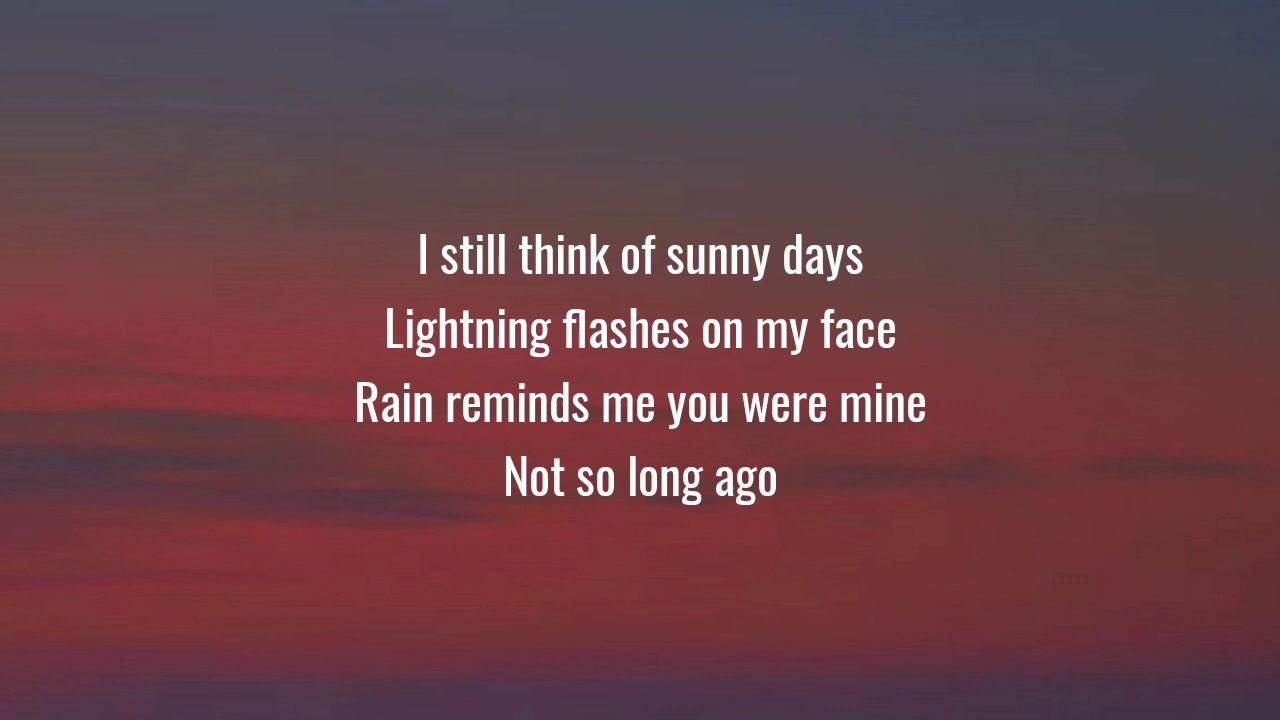 I still think of sunny days
Lightning flashes on my face
Rain reminds me you were mine
Not so long ago